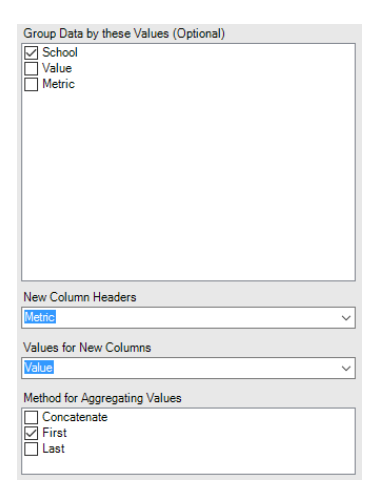 Group Data by these Values (Optional)
School
Value
Metric
New Column Headers
Metric
Values for New Columns
Value
Method for Aggregating Values
Concatenate
First
Last